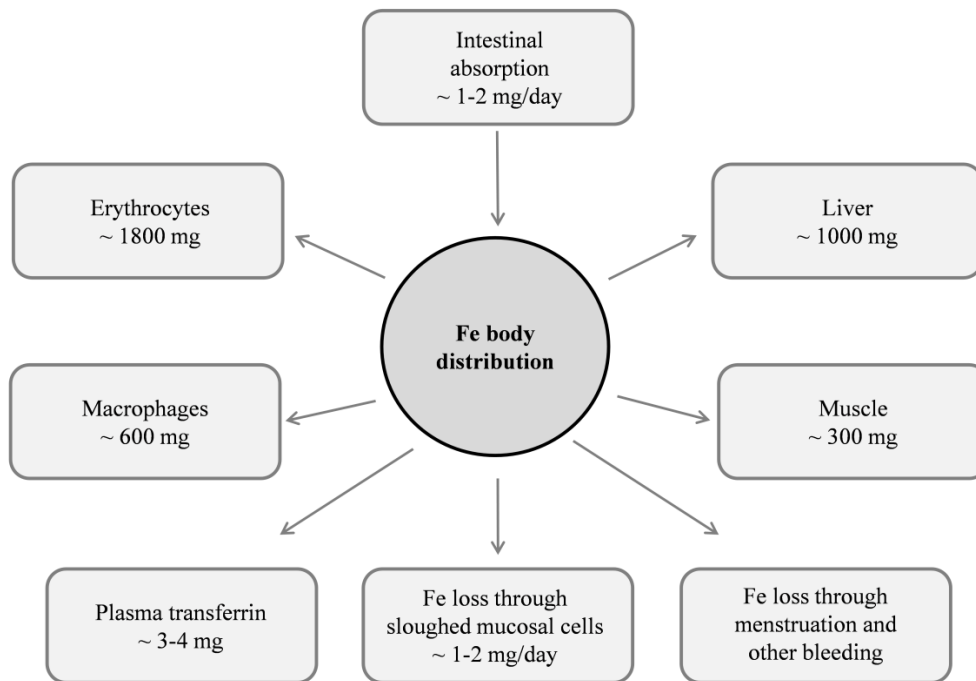 Intestinal
absorption
~ 1-2 mg/day
Erythrocytes
~ 1800 mg
Liver
~ 1000 mg
Fe body
distribution
Macrophages
~ 600 mg
Muscle
~ 300 mg
Plasma transferrin
~ 3-4 mg
Fe loss through
sloughed mucosal cells
~ 1-2 mg/day
Fe loss through
menstruation and
other bleeding